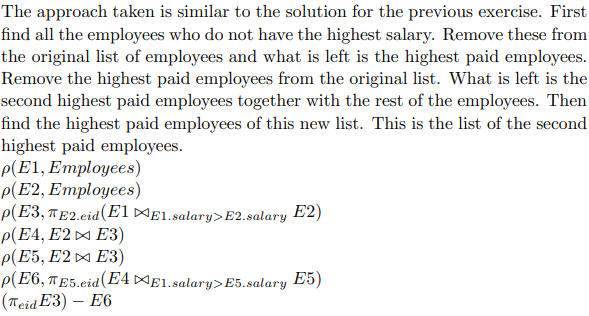 The approach taken is similar to the solution for the previous exercise. First
find all the employees who do not have the highest salary. Remove these from
the original list of employees and what is left is the highest paid employees.
Remove the highest paid employees from the original list. What is left is the
second highest paid employees together with the rest of the employees. Then
find the highest paid employees of this new list. This is the list of the second
highest paid employees.
ρ(E1, Employees)
ρ(E2, Employees)
ρ(E3, π_{E2.eid}(E1 ⋈_{E1.salary>E2.salary} E2)
ρ(E4, E2 ⋈ E3)
ρ(E5, E2 ⋈ E3)
ρ(E6, π_{E5.eid}(E4 ⋈_{E1.salary>E5.salary} E5)
(π_{eid}E3) − E6